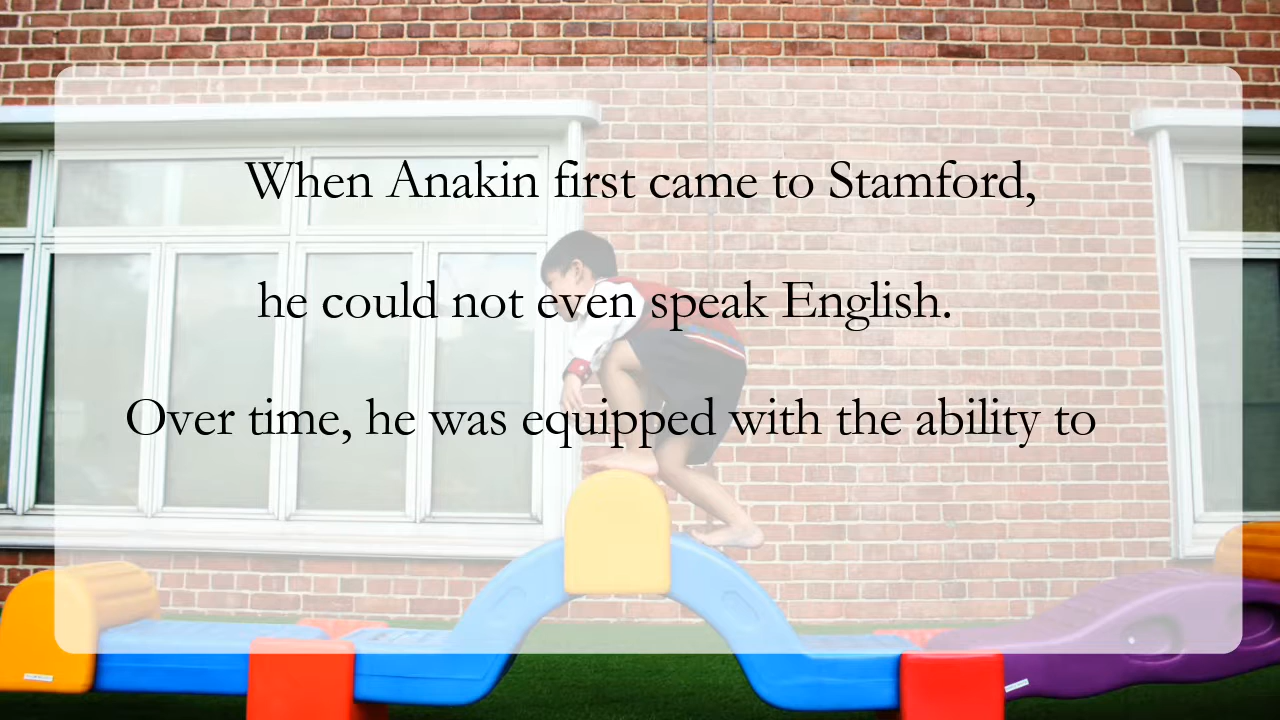 When Anakin first came to Stamford,
he could not even speak English.
Over time, he was equipped with the ability to